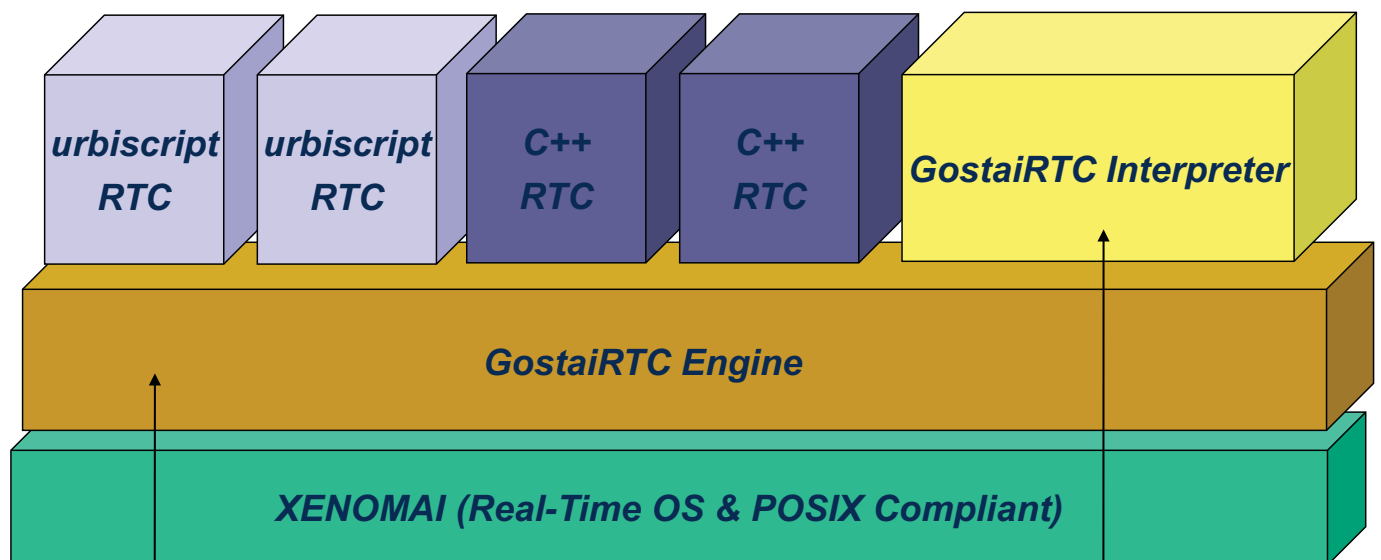 urbiscript
RTC
urbiscript
RTC
C++
RTC
C++
RTC
GostaiRTC Interpreter
GostaiRTC Engine
XENOMAI (Real-Time OS & POSIX Compliant)